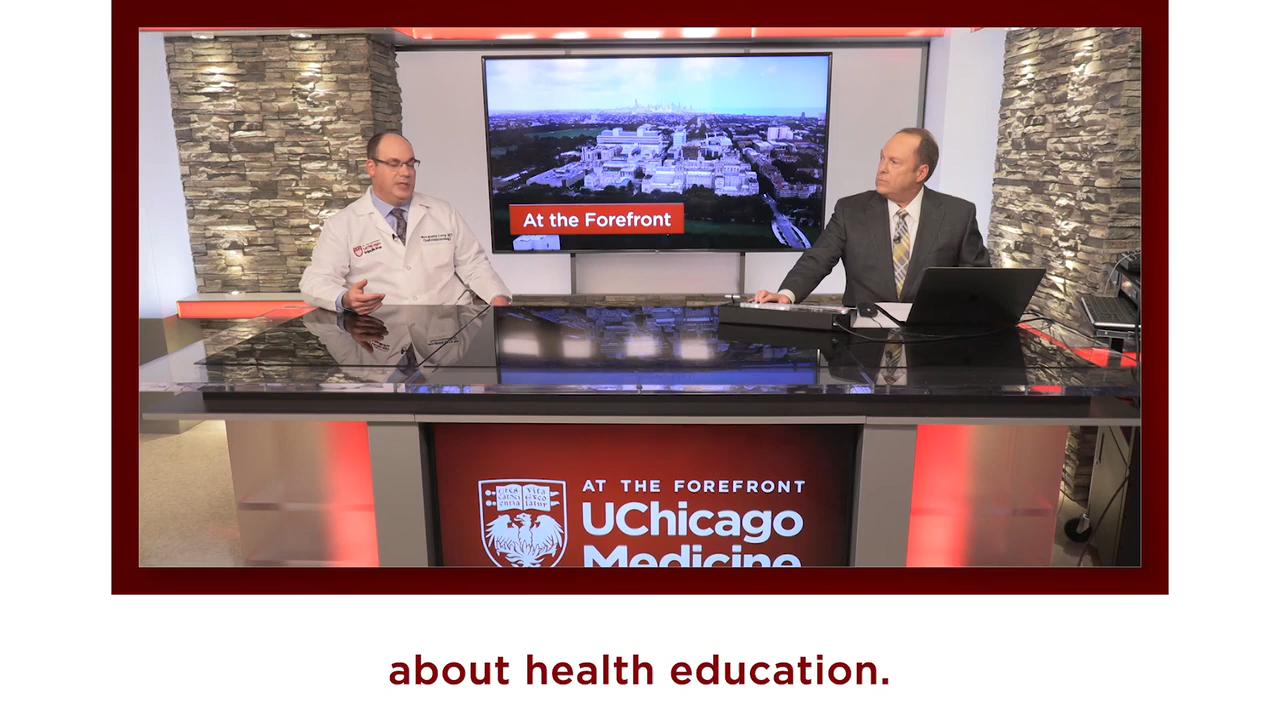 At the Forefront
AT THE FOREFRONT
UChicago
Medicine
about health education.